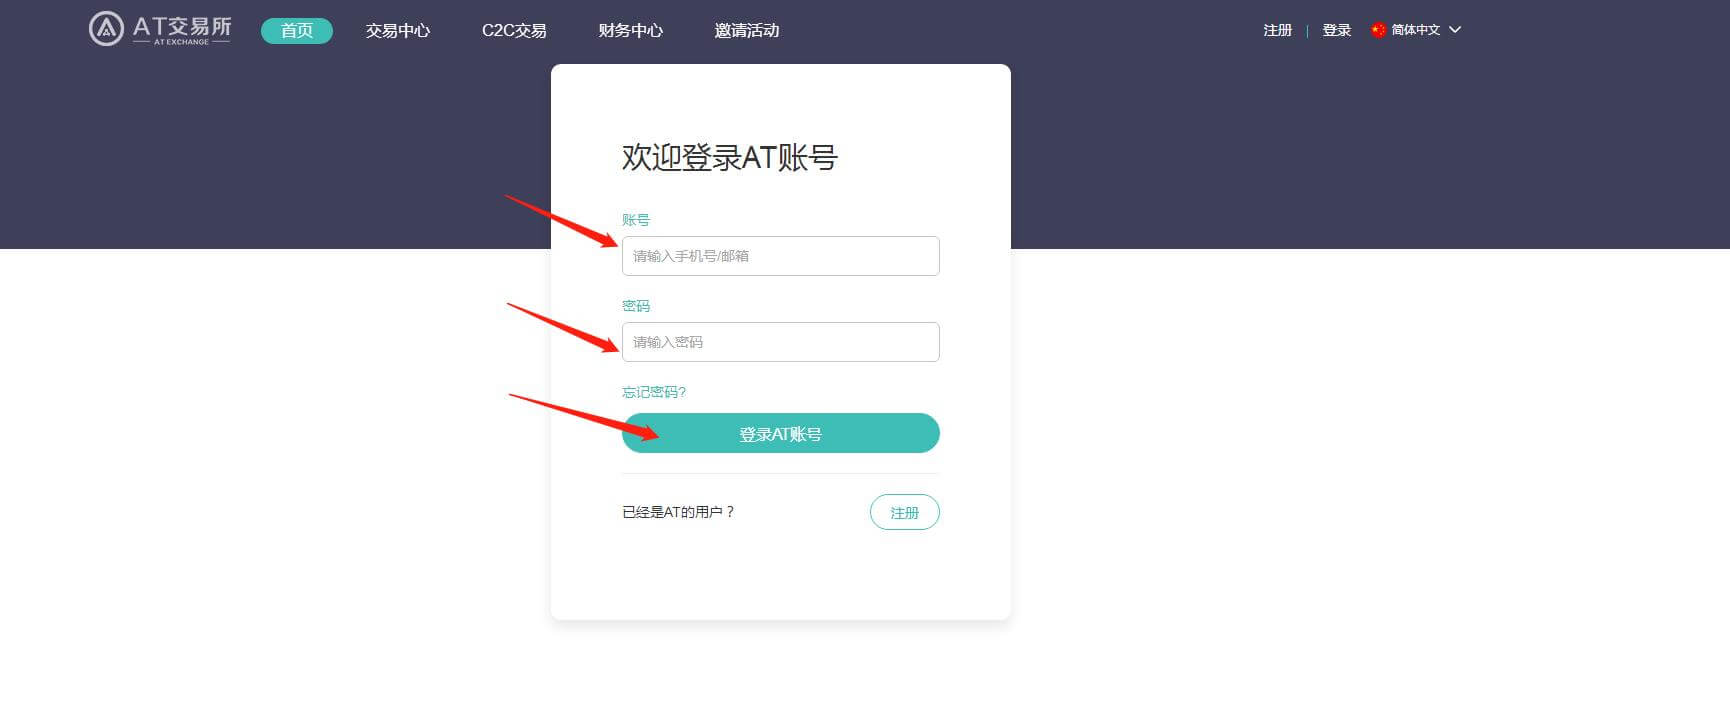 AT交易所
AT EXCHANGE
首页 交易中心 C2C交易 财务中心 邀请活动 注册 | 登录 简体中文
欢迎登录AT账号
账号
请输入手机号/邮箱
密码
请输入密码
忘记密码?
登录AT账号
已经是AT的用户？ 注册